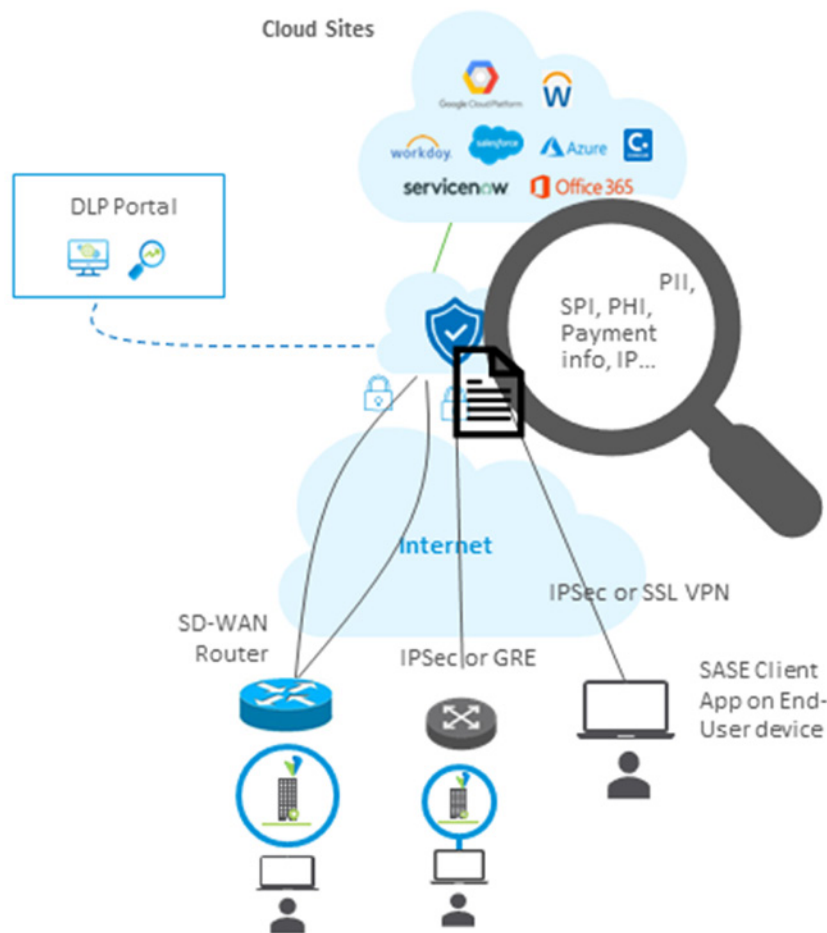 Cloud Sites
Google Cloud Platform
W
workday.
salesforce
Azure
C.
servicenow
Office 365
DLP Portal
PII,
SPI, PHI,
Payment
info, IP...
Internet
IPSec or SSL VPN
SD-WAN
Router
IPSec or GRE
SASE Client
App on End-
User device